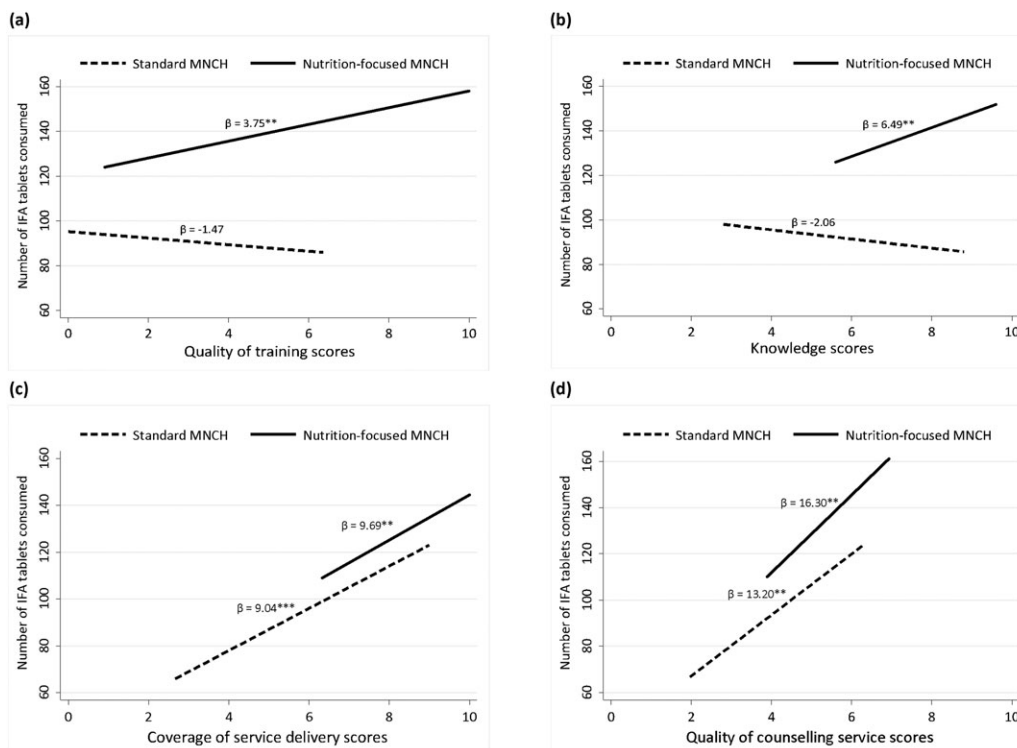 (a)
Standard MNCH Nutrition-focused MNCH
Number of IFA tablets consumed
160
140
120
100
80
60
β = 3.75**
β = -1.47
0 2 4 6 8 10
Quality of training scores
(b)
Standard MNCH Nutrition-focused MNCH
Number of IFA tablets consumed
160
140
120
100
80
60
β = 6.49**
β = -2.06
0 2 4 6 8 10
Knowledge scores
(c)
Standard MNCH Nutrition-focused MNCH
Number of IFA tablets consumed
160
140
120
100
80
60
β = 9.69**
β = 9.04***
0 2 4 6 8 10
Coverage of service delivery scores
(d)
Standard MNCH Nutrition-focused MNCH
Number of IFA tablets consumed
160
140
120
100
80
60
β = 16.30**
β = 13.20**
0 2 4 6 8 10
Quality of counselling service scores